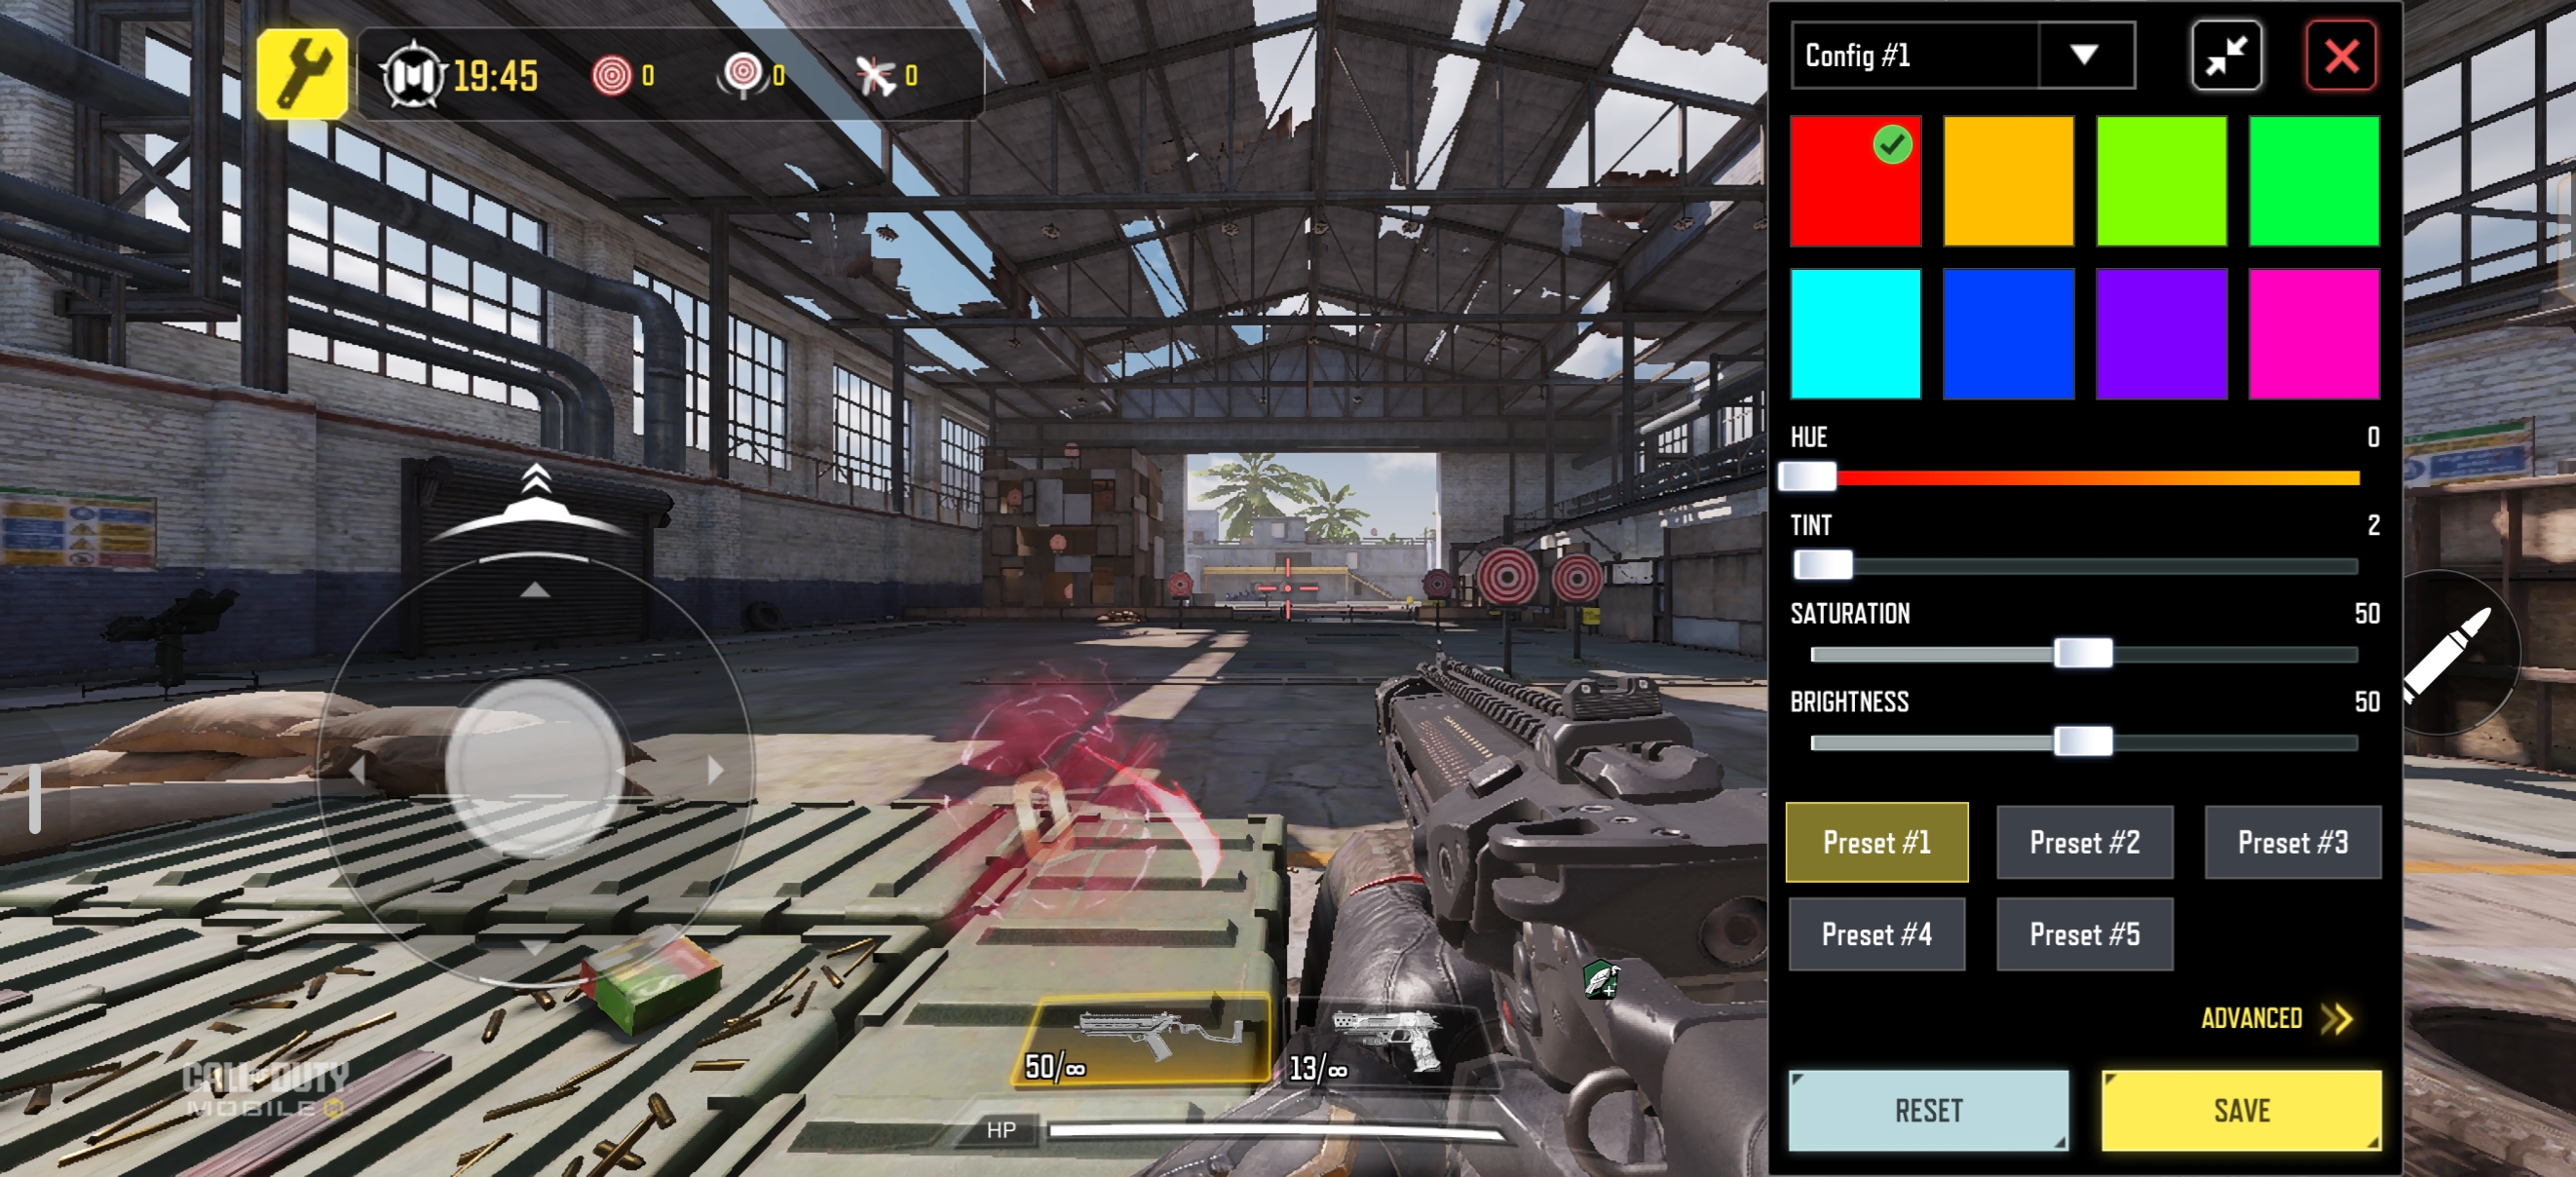 19:45
0
0
0
Config #1
HUE
0
TINT
2
SATURATION
50
BRIGHTNESS
50
Preset #1
Preset #2
Preset #3
Preset #4
Preset #5
ADVANCED
RESET
SAVE
50/∞
13/∞
HP
CALL OF DUTY
MOBILE